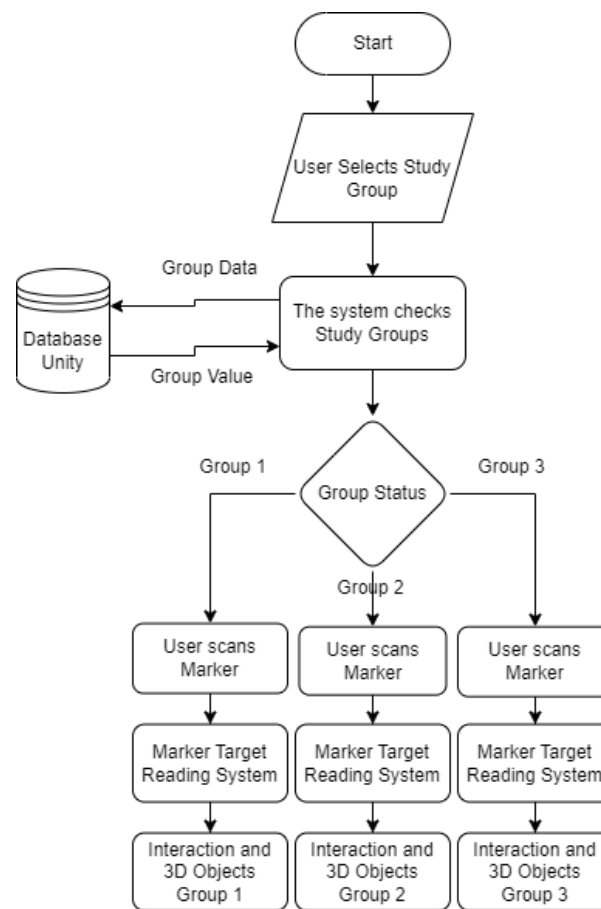 Start
User Selects Study
Group
Group Data
The system checks
Study Groups
Database
Unity
Group Value
Group 1
Group 3
Group Status
Group 2
User scans
Marker
User scans
Marker
User scans
Marker
Marker Target
Reading System
Marker Target
Reading System
Marker Target
Reading System
Interaction and
3D Objects
Group 1
Interaction and
3D Objects
Group 2
Interaction and
3D Objects
Group 3